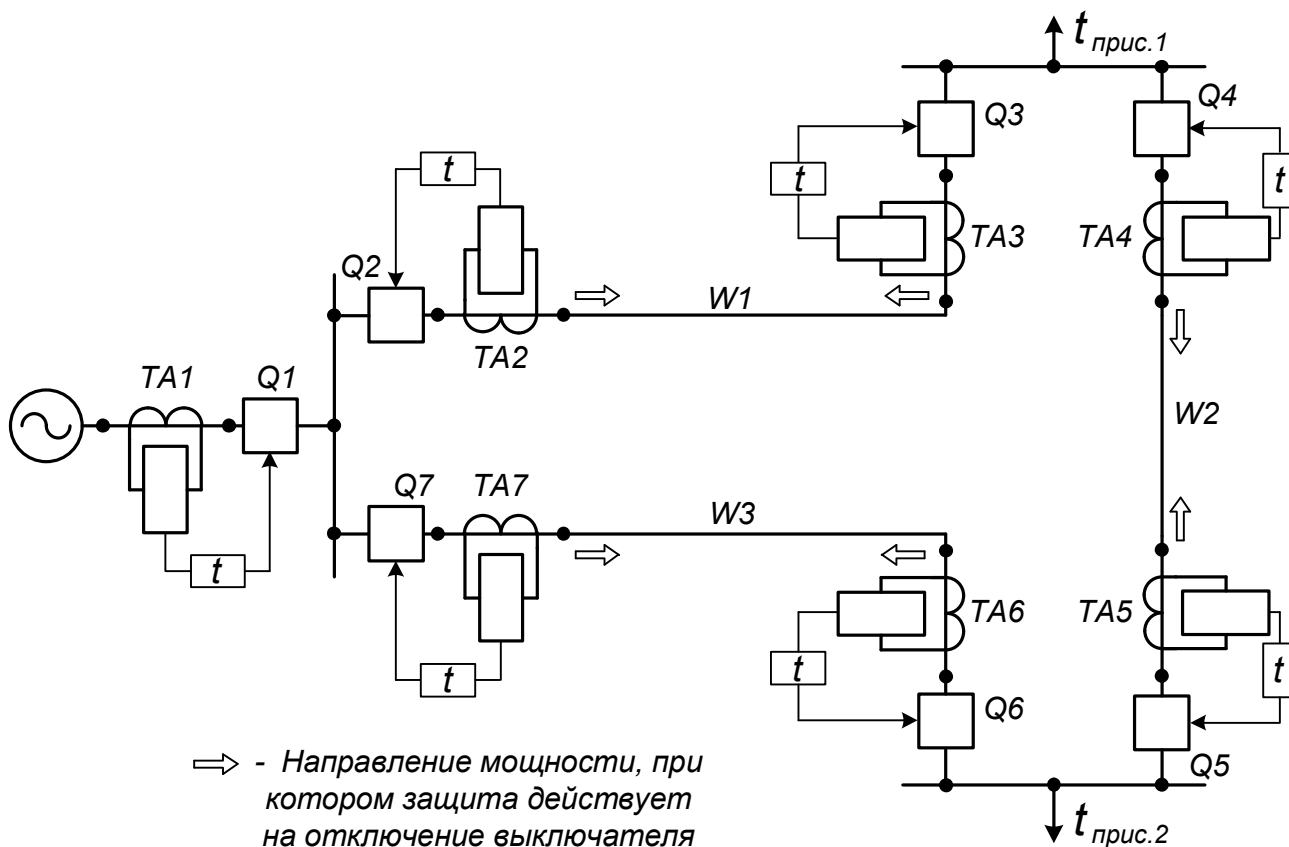 t прис.1
Q3
Q4
t
t
t
TA3
TA4
Q2
W1
TA2
TA1
Q1
W2
Q7
TA7
W3
t
t
TA6
TA5
t
t
Q6
Q5
- Направление мощности, при
котором защита действует
на отключение выключателя
t прис.2